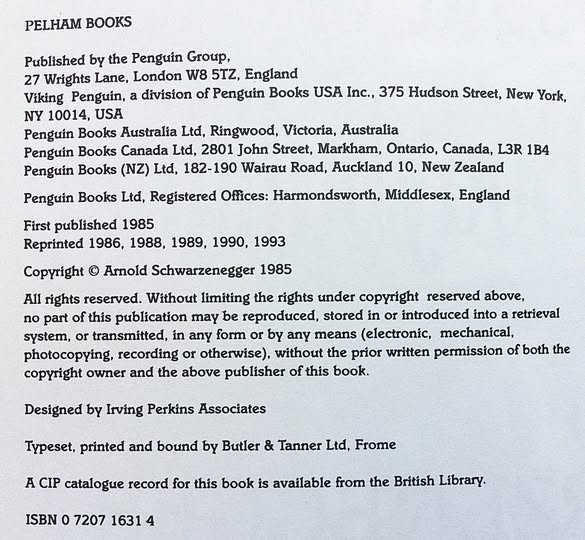 PELHAM BOOKS
Published by the Penguin Group,
27 Wrights Lane, London W8 5TZ, England
Viking Penguin, a division of Penguin Books USA Inc., 375 Hudson Street, New York,
NY 10014, USA
Penguin Books Australia Ltd, Ringwood, Victoria, Australia
Penguin Books Canada Ltd, 2801 John Street, Markham, Ontario, Canada, L3R 1B4
Penguin Books (NZ) Ltd, 182-190 Wairau Road, Auckland 10, New Zealand
Penguin Books Ltd, Registered Offices: Harmondsworth, Middlesex, England
First published 1985
Reprinted 1986, 1988, 1989, 1990, 1993
Copyright © Arnold Schwarzenegger 1985
All rights reserved. Without limiting the rights under copyright reserved above,
no part of this publication may be reproduced, stored in or introduced into a retrieval
system, or transmitted, in any form or by any means (electronic, mechanical,
photocopying, recording or otherwise), without the prior written permission of both the
copyright owner and the above publisher of this book.
Designed by Irving Perkins Associates
Typeset, printed and bound by Butler & Tanner Ltd, Frome
A CIP catalogue record for this book is available from the British Library.
ISBN 0 7207 1631 4